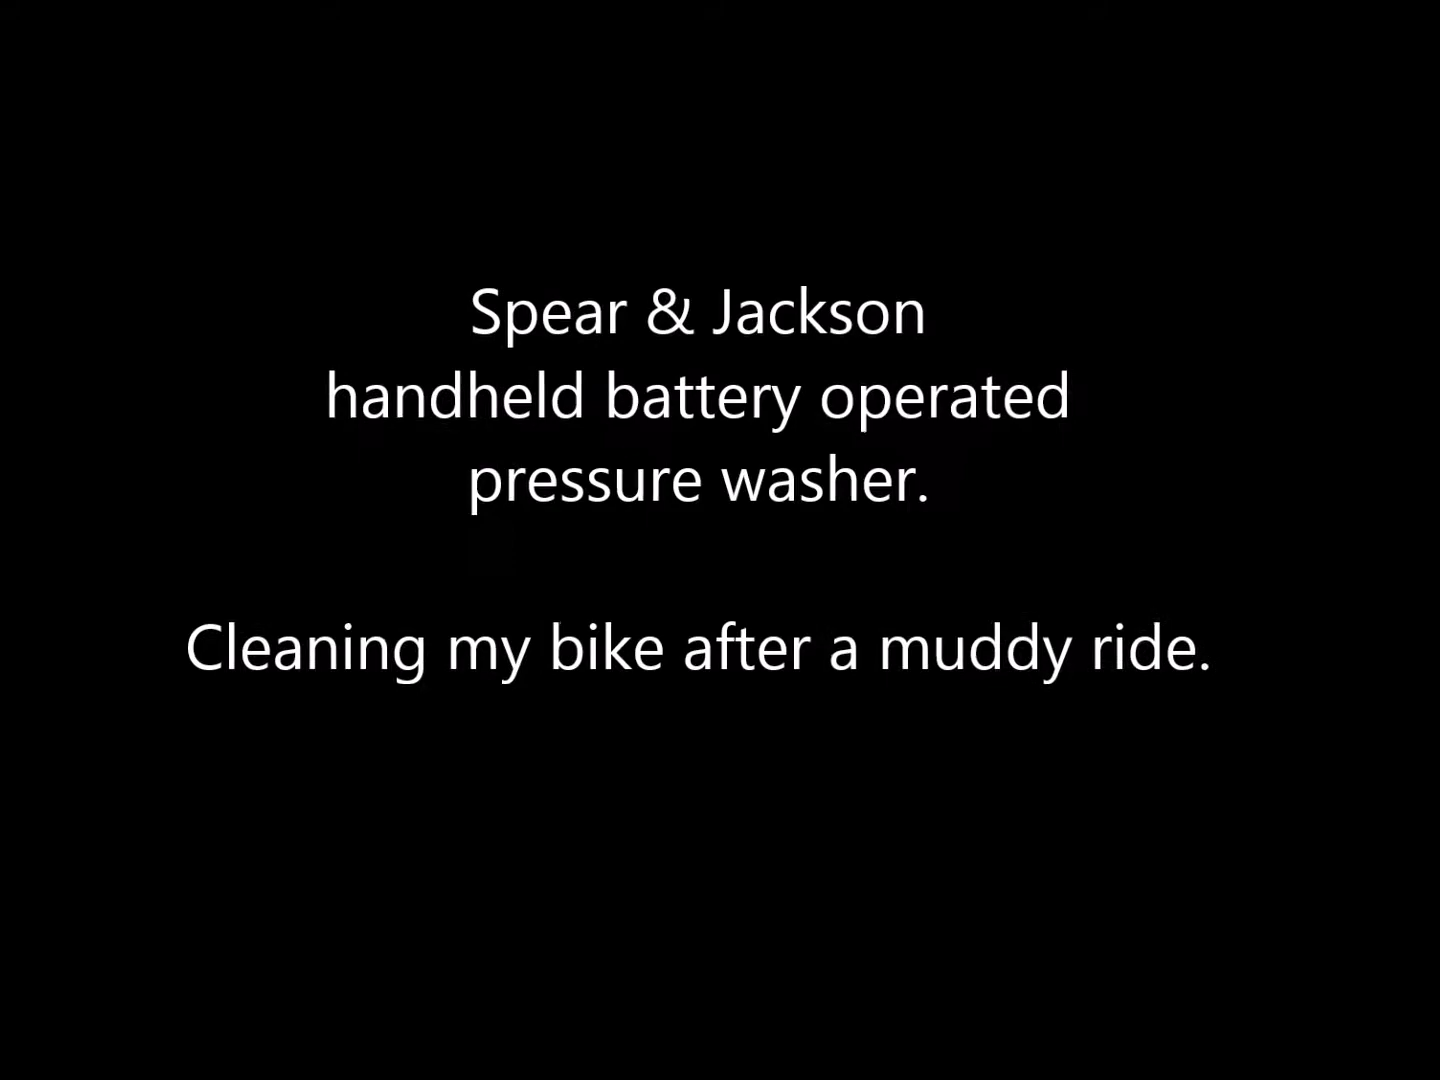 Spear & Jackson
handheld battery operated
pressure washer.
Cleaning my bike after a muddy ride.